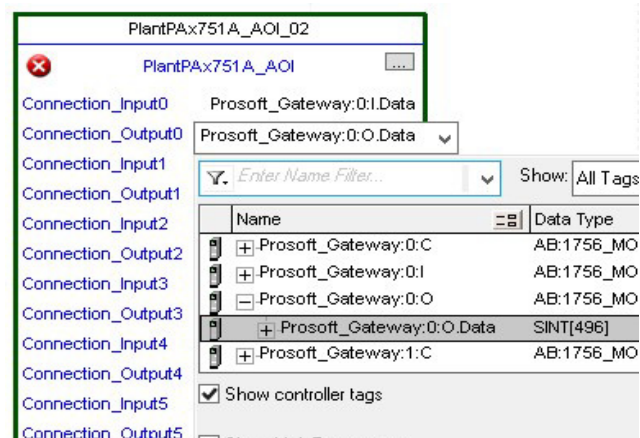 PlantPAx751A_AOI_02
PlantPAx751A_AOI
...
Connection_Input0 Prosoft_Gateway:0:I.Data
Connection_Output0 Prosoft_Gateway:0:O.Data
Connection_Input1
Enter Name Filter... Show: All Tags
Connection_Output1
Connection_Input2
Name Data Type
Connection_Output2
Prosoft_Gateway:0:C AB:1756_MO
Connection_Input3
Prosoft_Gateway:0:I AB:1756_MO
Prosoft_Gateway:0:O AB:1756_MO
Connection_Output3
Prosoft_Gateway:0:O.Data SINT[496]
Connection_Input4
Prosoft_Gateway:1:C AB:1756_MO
Connection_Output4
Show controller tags
Connection_Input5
Connection_Output5